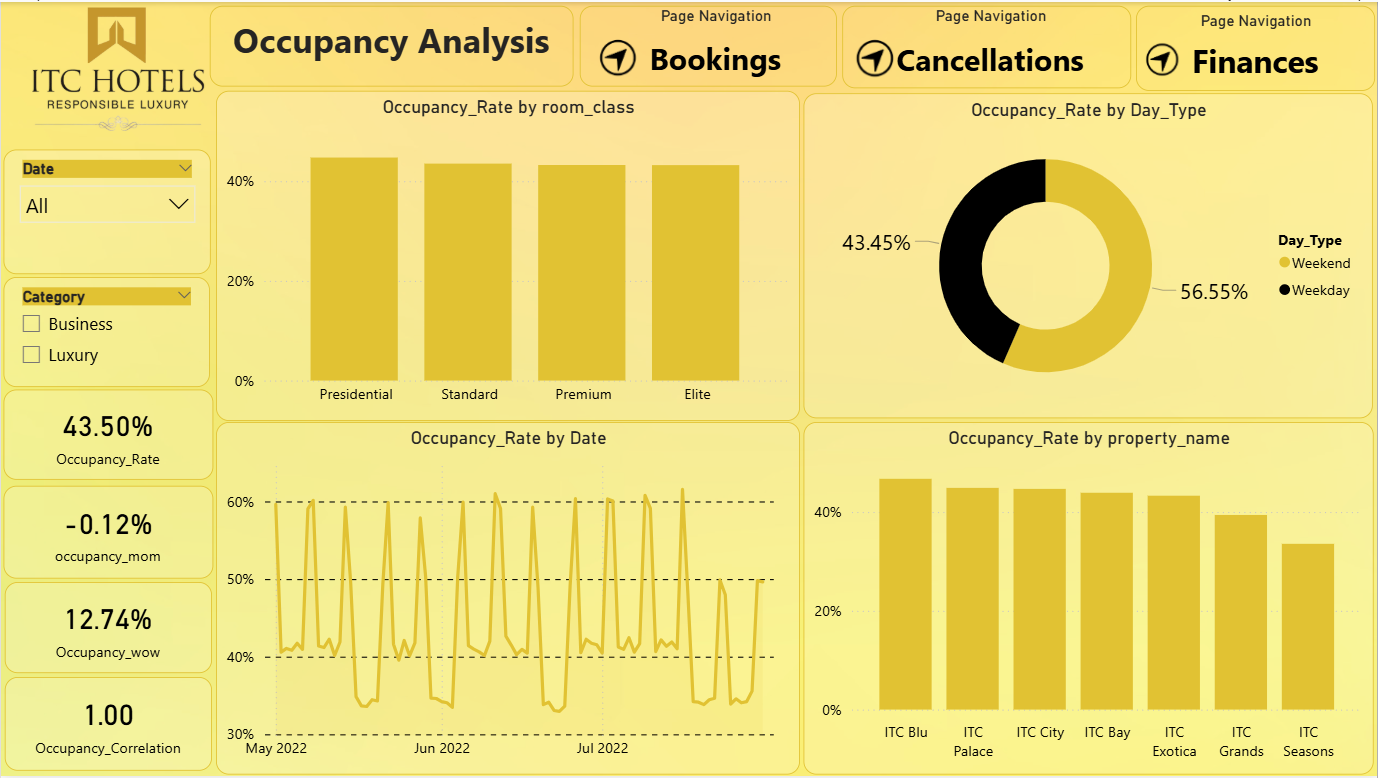 ITC HOTELS
RESPONSIBLE LUXURY
Occupancy Analysis
Page Navigation
Bookings
Page Navigation
Cancellations
Page Navigation
Finances
Date
All
Category
Business
Luxury
43.50%
Occupancy_Rate
-0.12%
occupancy_mom
12.74%
Occupancy_wow
1.00
Occupancy_Correlation
Occupancy_Rate by room_class
40%
20%
0%
Presidential
Standard
Premium
Elite
Occupancy_Rate by Day_Type
43.45%
56.55%
Day_Type
Weekend
Weekday
Occupancy_Rate by Date
60%
50%
40%
30%
May 2022
Jun 2022
Jul 2022
Occupancy_Rate by property_name
40%
20%
0%
ITC Blu
ITC
Palace
ITC City
ITC Bay
ITC
Exotica
ITC
Grands
ITC
Seasons